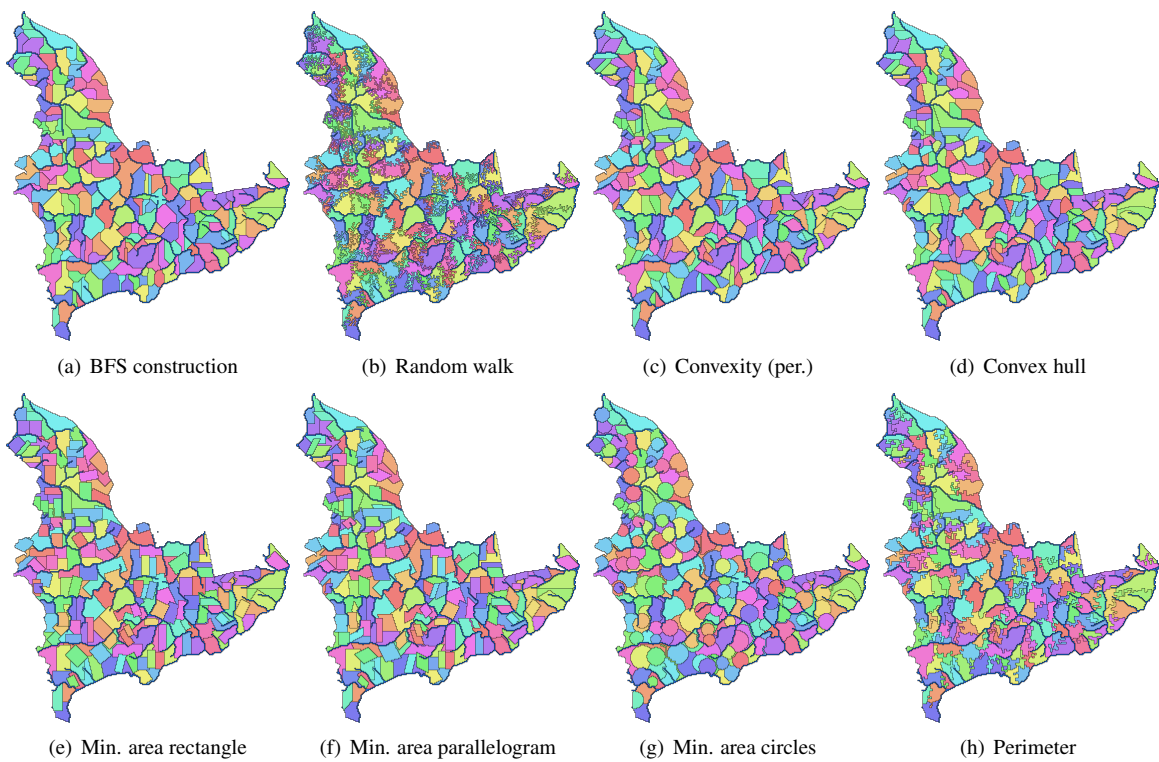 (a) BFS construction
(b) Random walk
(c) Convexity (per.)
(d) Convex hull
(e) Min. area rectangle
(f) Min. area parallelogram
(g) Min. area circles
(h) Perimeter